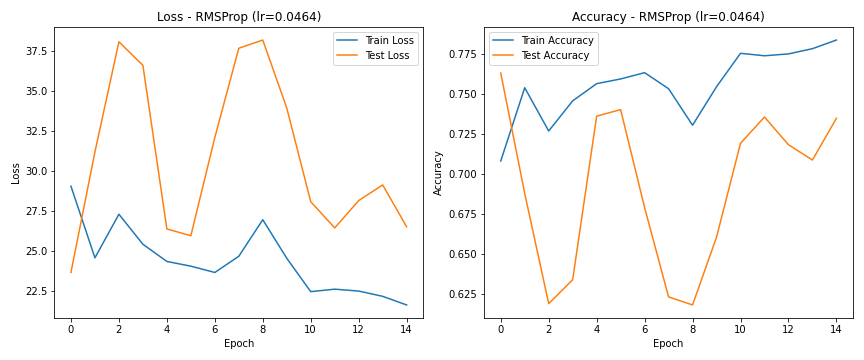 Loss - RMSProp (lr=0.0464)
Train Loss
Test Loss
37.5
35.0
32.5
30.0
27.5
25.0
22.5
Loss
0 2 4 6 8 10 12 14
Epoch
Accuracy - RMSProp (lr=0.0464)
Train Accuracy
Test Accuracy
0.775
0.750
0.725
0.700
0.675
0.650
0.625
Accuracy
0 2 4 6 8 10 12 14
Epoch